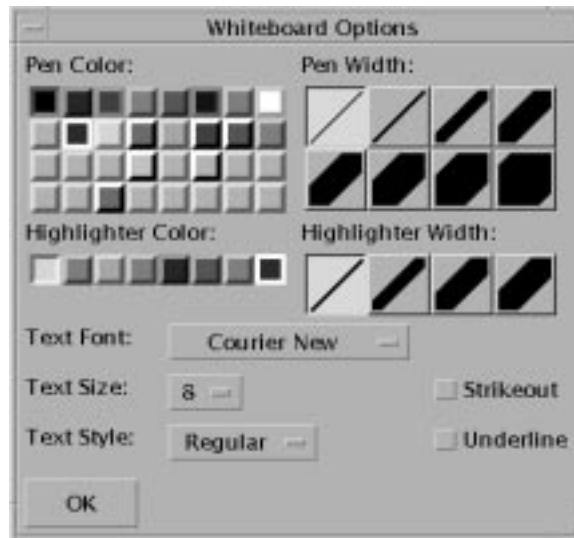 Whiteboard Options
Pen Color:
Pen Width:
Highlighter Color:
Highlighter Width:
Text Font:
Courier New
Text Size:
8
Strikeout
Text Style:
Regular
Underline
OK